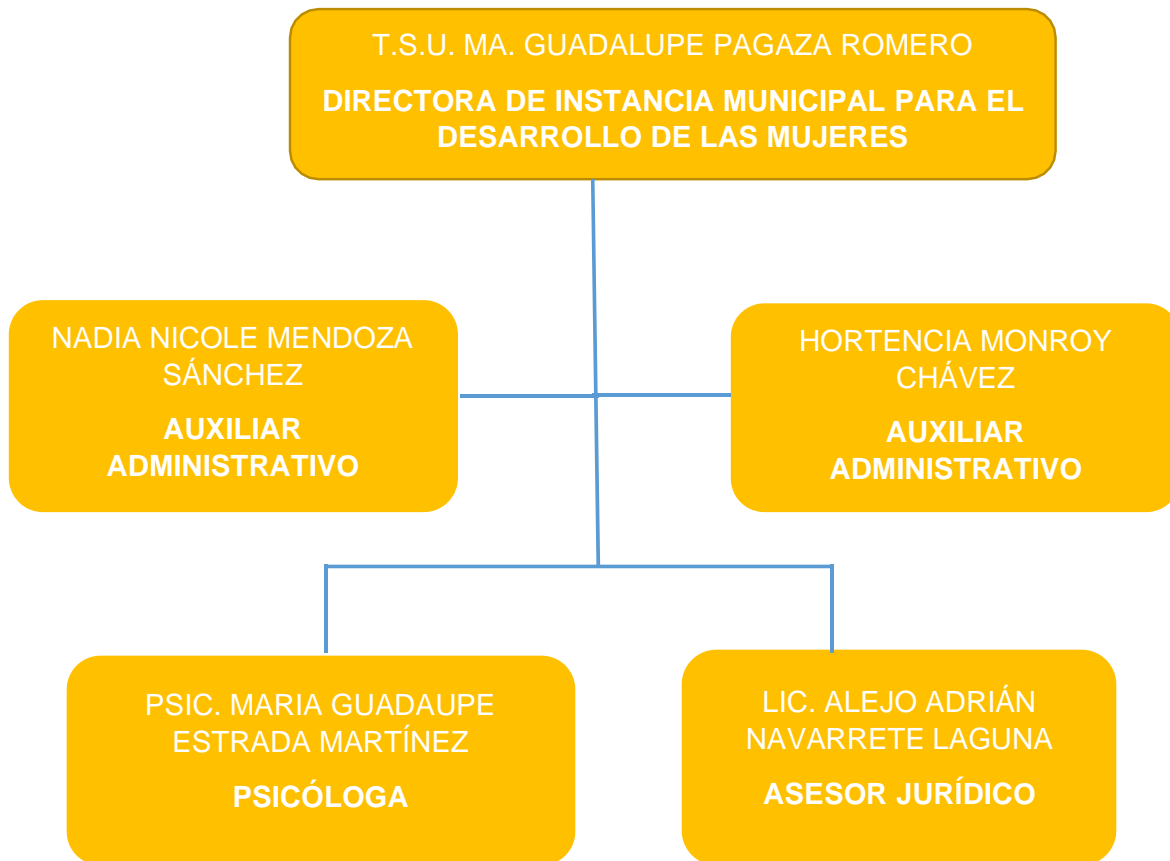 T.S.U. MA. GUADALUPE PAGAZA ROMERO
DIRECTORA DE INSTANCIA MUNICIPAL PARA EL
DESARROLLO DE LAS MUJERES
NADIA NICOLE MENDOZA
SÁNCHEZ
AUXILIAR
ADMINISTRATIVO
HORTENCIA MONROY
CHÁVEZ
AUXILIAR
ADMINISTRATIVO
PSIC. MARIA GUADAUPE
ESTRADA MARTÍNEZ
PSICÓLOGA
LIC. ALEJO ADRIÁN
NAVARRETE LAGUNA
ASESOR JURÍDICO